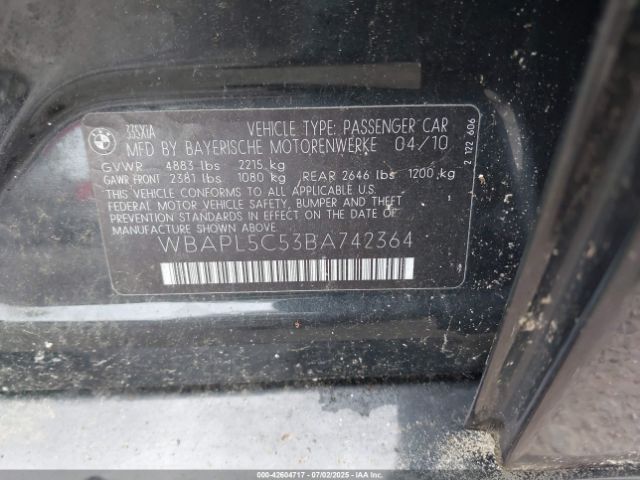 335XIA
VEHICLE TYPE: PASSENGER CAR
MFD BY BAYERISCHE MOTORENWERKE 04/10
GVWR 4883 lbs 2215 kg
GAWR FRONT 2381 lbs 1080 kg REAR 2646 lbs 1200 kg
THIS VEHICLE CONFORMS TO ALL APPLICABLE U.S.
FEDERAL MOTOR VEHICLE SAFETY, BUMPER AND THEFT
PREVENTION STANDARDS IN EFFECT ON THE DATE OF
MANUFACTURE SHOWN ABOVE
WBAPL5C53BA742364
2 122 606
00-42604717 | 07/02/2025 | IAA Inc.